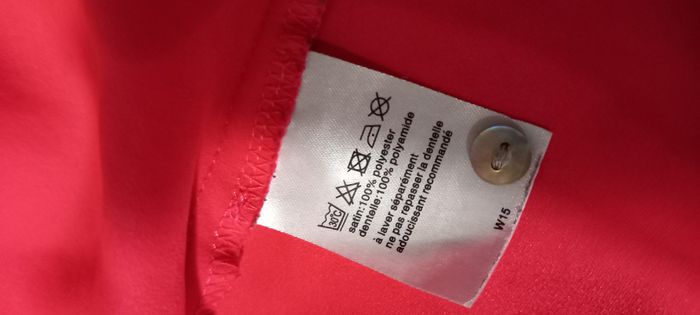 30°C
satin:100% polyester
dentelle:100% polyamide
à laver séparément
ne pas repasser la dentelle
adoucissant recommandé
W15